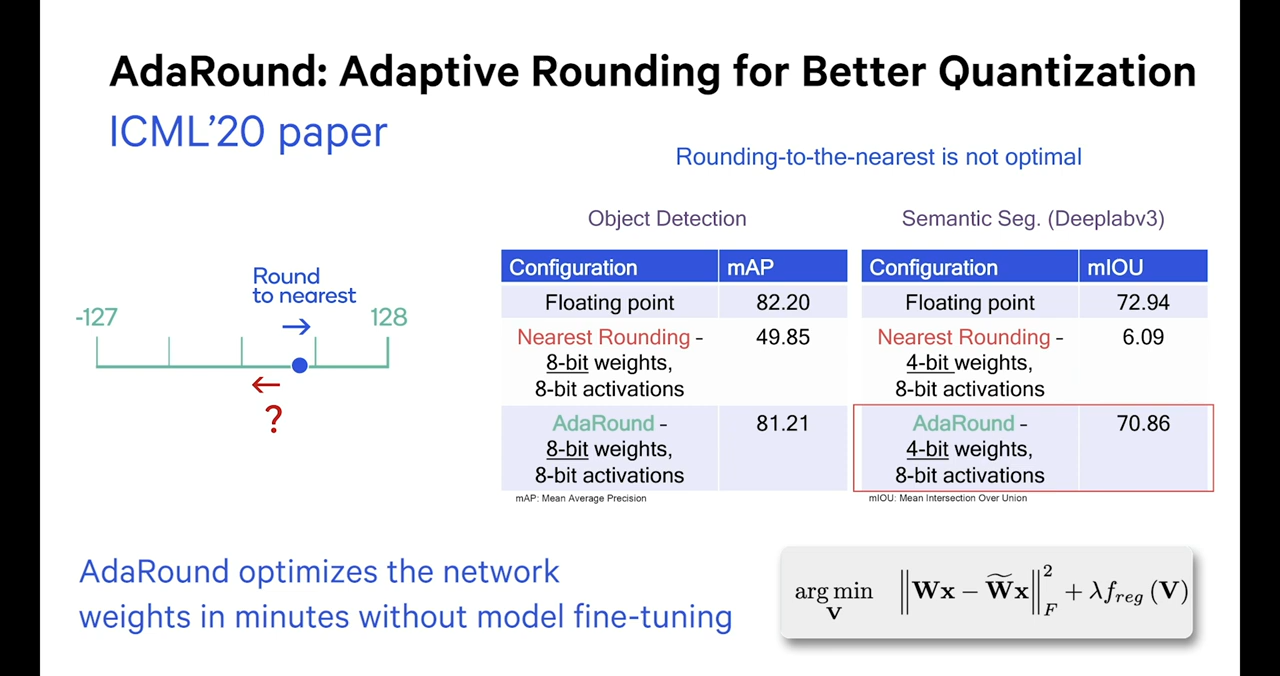 AdaRound: Adaptive Rounding for Better Quantization
ICML’20 paper
Rounding-to-the-nearest is not optimal
Round
to nearest
-127
128
?
Object Detection
Configuration mAP
Floating point 82.20
Nearest Rounding - 49.85
8-bit weights,
8-bit activations
AdaRound - 81.21
8-bit weights,
8-bit activations
mAP: Mean Average Precision
Semantic Seg. (Deeplabv3)
Configuration mIOU
Floating point 72.94
Nearest Rounding - 6.09
4-bit weights,
8-bit activations
AdaRound - 70.86
4-bit weights,
8-bit activations
mIOU: Mean Intersection Over Union
AdaRound optimizes the network
weights in minutes without model fine-tuning
arg min_V ‖Wx − W̃x‖²_F + λf_reg (V)